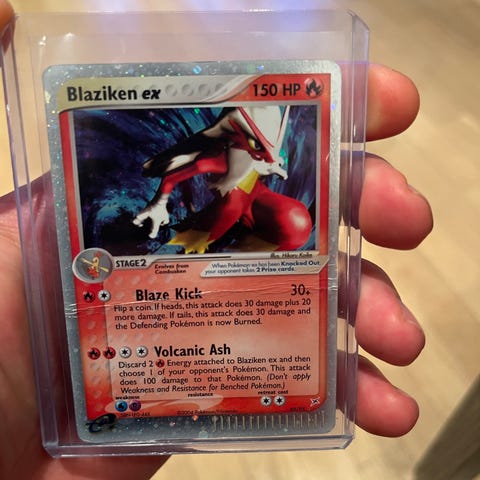 Blaziken ex 150 HP
Illus. Hikaru Koike
STAGE2 Evolves from Combusken
When Pokémon-ex has been Knocked Out, your opponent takes 2 Prize cards.
Blaze Kick 30+
Flip a coin. If heads, this attack does 30 damage plus 20
more damage. If tails, this attack does 30 damage and
the Defending Pokémon is now Burned.
Volcanic Ash
Discard 2 Energy attached to Blaziken ex and then
choose 1 of your opponent's Pokémon. This attack
does 100 damage to that Pokémon. (Don't apply
Weakness and Resistance for Benched Pokémon.)
weakness resistance retreat cost
©2004 Pokémon/Nintendo